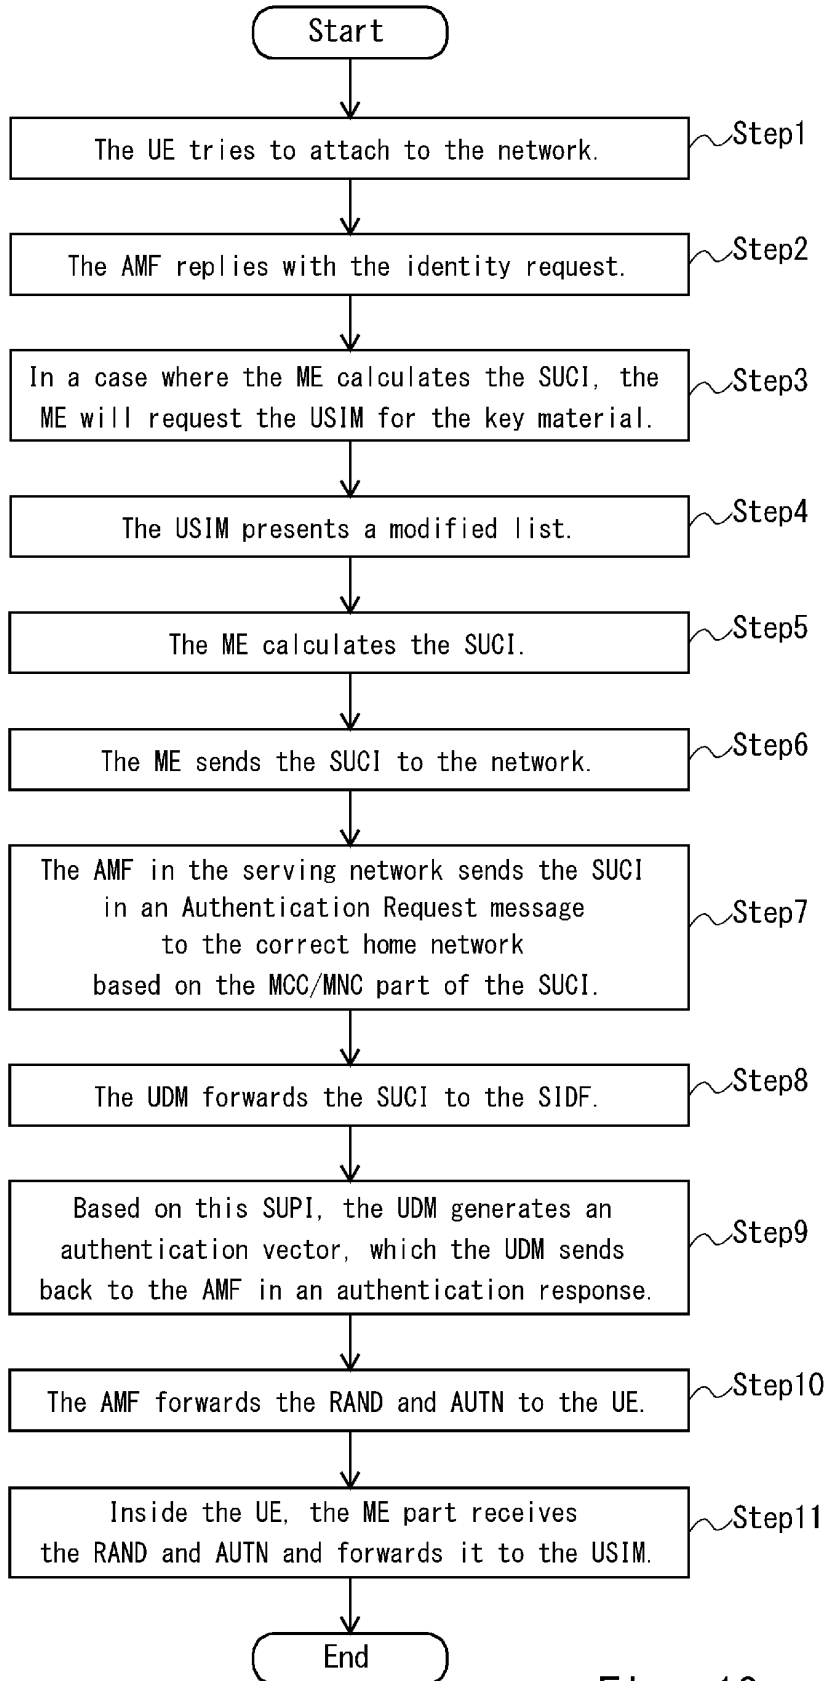 Start
The UE tries to attach to the network.
Step1
The AMF replies with the identity request.
Step2
In a case where the ME calculates the SUCI, the
ME will request the USIM for the key material.
Step3
The USIM presents a modified list.
Step4
The ME calculates the SUCI.
Step5
The ME sends the SUCI to the network.
Step6
The AMF in the serving network sends the SUCI
in an Authentication Request message
to the correct home network
based on the MCC/MNC part of the SUCI.
Step7
The UDM forwards the SUCI to the SIDF.
Step8
Based on this SUPI, the UDM generates an
authentication vector, which the UDM sends
back to the AMF in an authentication response.
Step9
The AMF forwards the RAND and AUTN to the UE.
Step10
Inside the UE, the ME part receives
the RAND and AUTN and forwards it to the USIM.
Step11
End